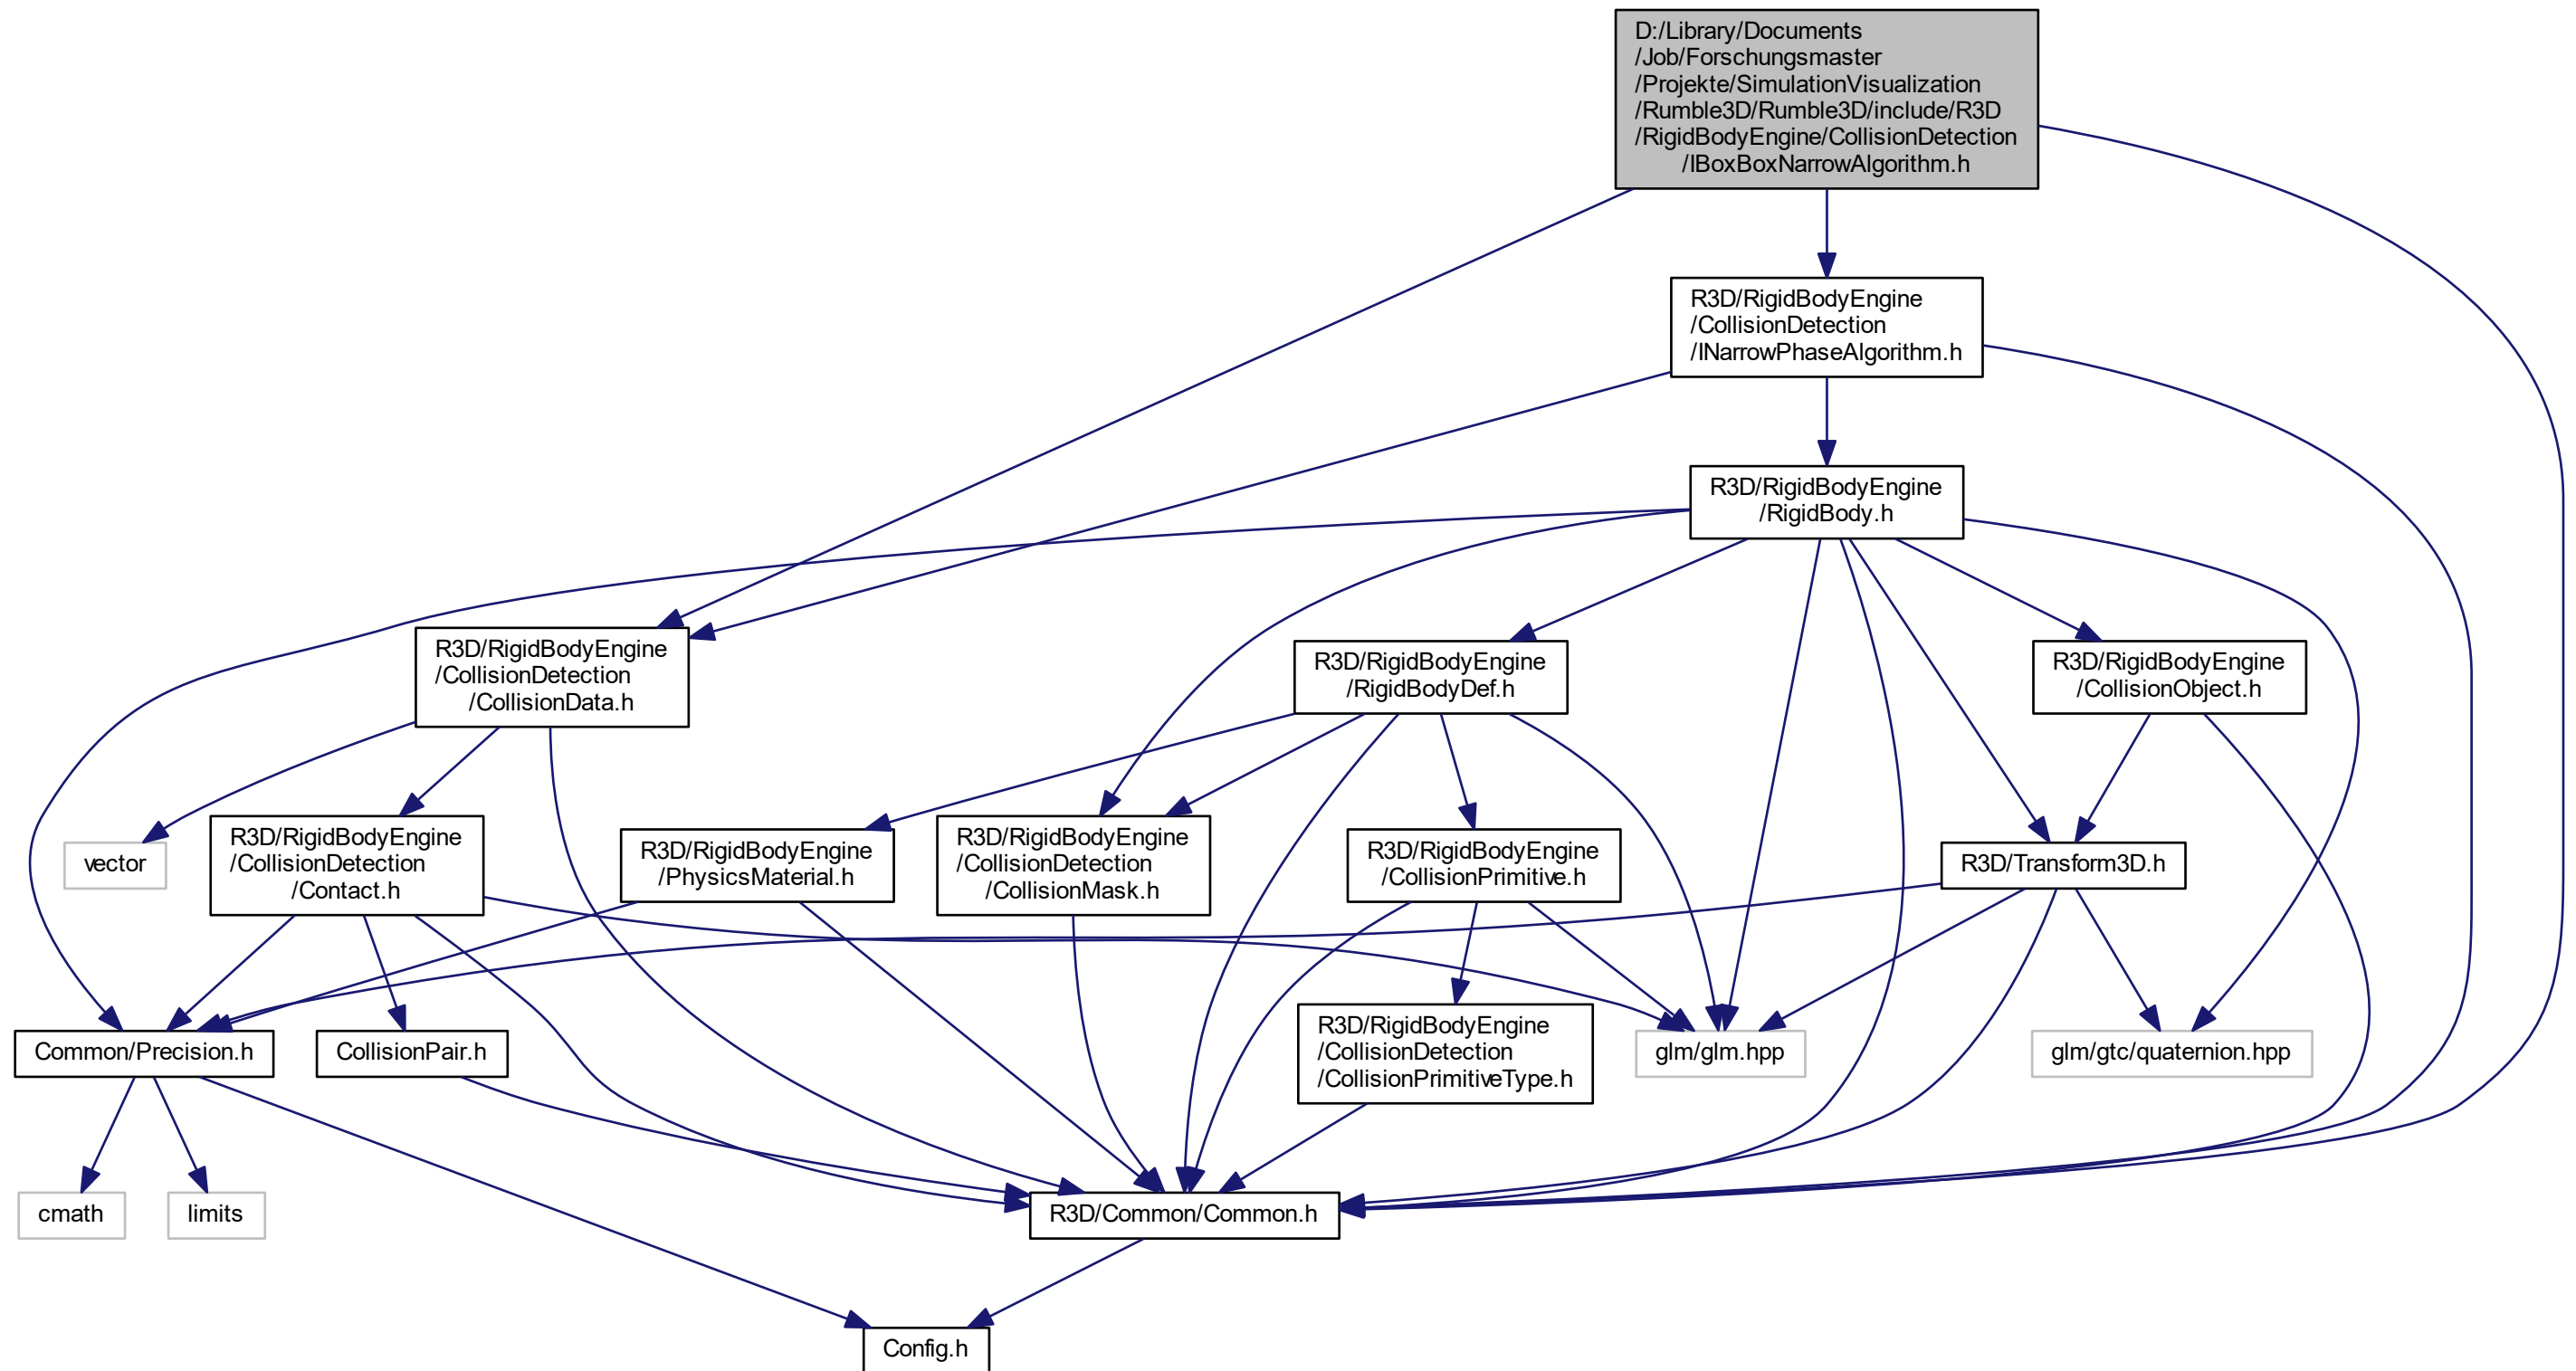 D:/Library/Documents
/Job/Forschungsmaster
/Projekte/SimulationVisualization
/Rumble3D/Rumble3D/include/R3D
/RigidBodyEngine/CollisionDetection
/IBoxBoxNarrowAlgorithm.h
R3D/RigidBodyEngine
/CollisionDetection
/INarrowPhaseAlgorithm.h
R3D/RigidBodyEngine
/RigidBody.h
R3D/RigidBodyEngine
/CollisionDetection
/CollisionData.h
R3D/RigidBodyEngine
/RigidBodyDef.h
R3D/RigidBodyEngine
/CollisionObject.h
vector
R3D/RigidBodyEngine
/CollisionDetection
/Contact.h
R3D/RigidBodyEngine
/PhysicsMaterial.h
R3D/RigidBodyEngine
/CollisionDetection
/CollisionMask.h
R3D/RigidBodyEngine
/CollisionPrimitive.h
R3D/Transform3D.h
Common/Precision.h
CollisionPair.h
R3D/RigidBodyEngine
/CollisionDetection
/CollisionPrimitiveType.h
glm/glm.hpp
glm/gtc/quaternion.hpp
cmath
limits
R3D/Common/Common.h
Config.h